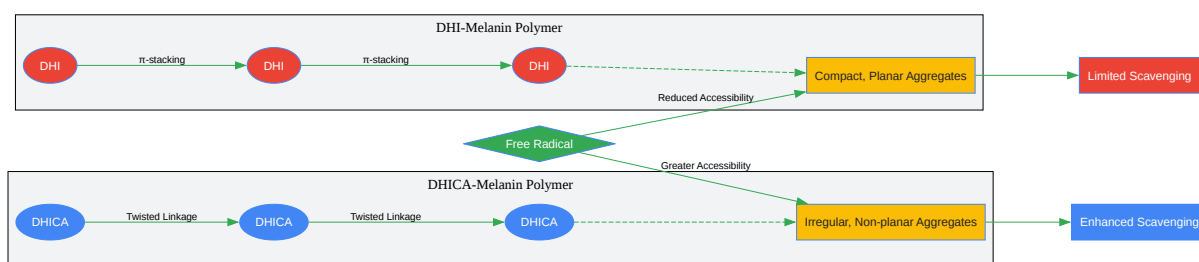 DHI-Melanin Polymer
DHI
π-stacking
DHI
π-stacking
DHI
Compact, Planar Aggregates
Limited Scavenging
Reduced Accessibility
Free Radical
Greater Accessibility
DHICA-Melanin Polymer
DHICA
Twisted Linkage
DHICA
Twisted Linkage
DHICA
Irregular, Non-planar Aggregates
Enhanced Scavenging